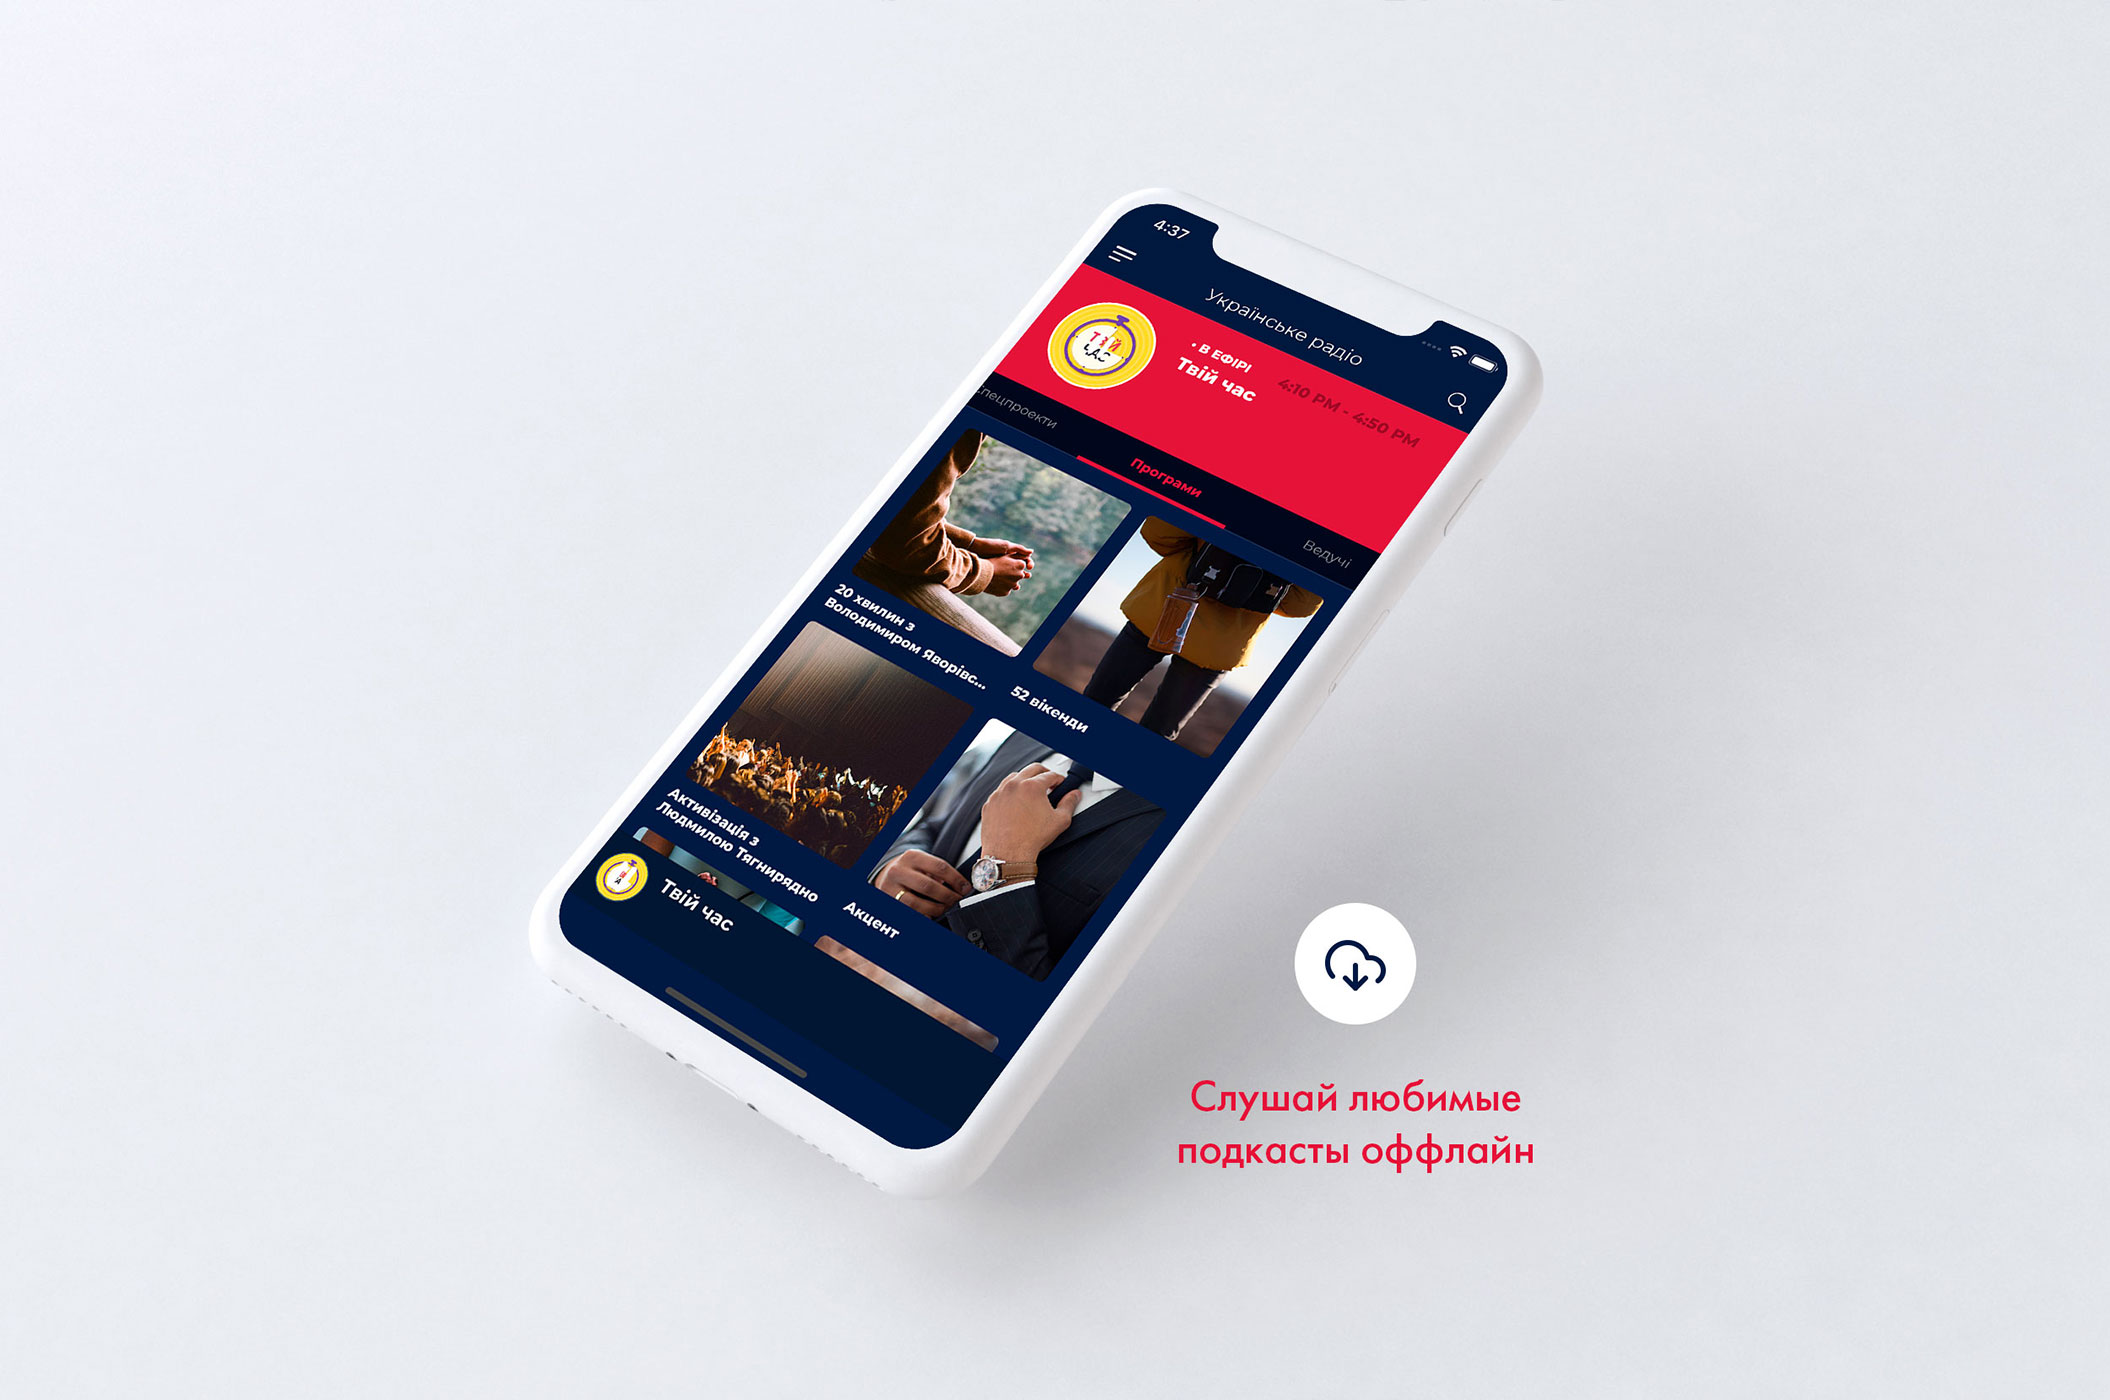 4:37
Українське радіо
ТВІЙ
ЧАС
• В ЕФІРІ
Твій час
4:10 PM - 4:50 PM
Спецпроекти
Програми
Ведучі
20 хвилин з
Володимиром Яворівс...
52 вікенди
Активізація з
Людмилою Тягнирядно
Акцент
Твій час
Слушай любимые
подкасты оффлайн